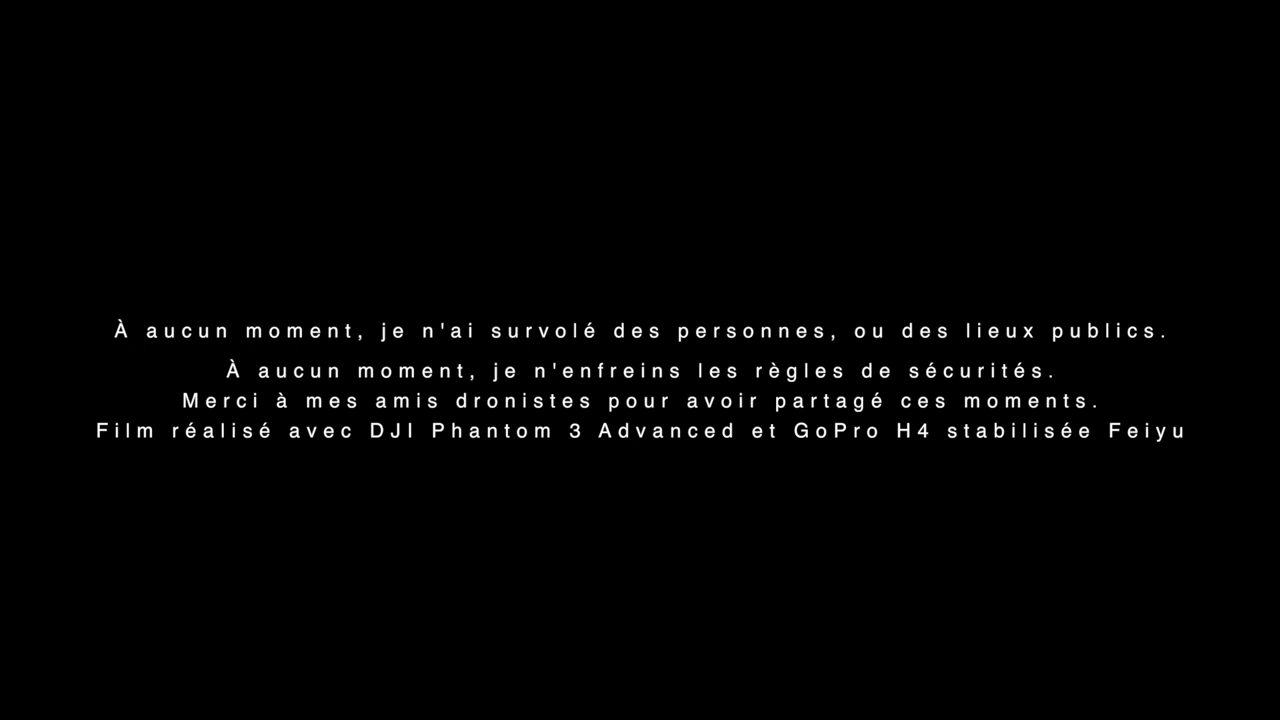 À aucun moment, je n'ai survolé des personnes, ou des lieux publics.
À aucun moment, je n'enfreins les règles de sécurités.
Merci à mes amis dronistes pour avoir partagé ces moments.
Film réalisé avec DJI Phantom 3 Advanced et GoPro H4 stabilisée Feiyu